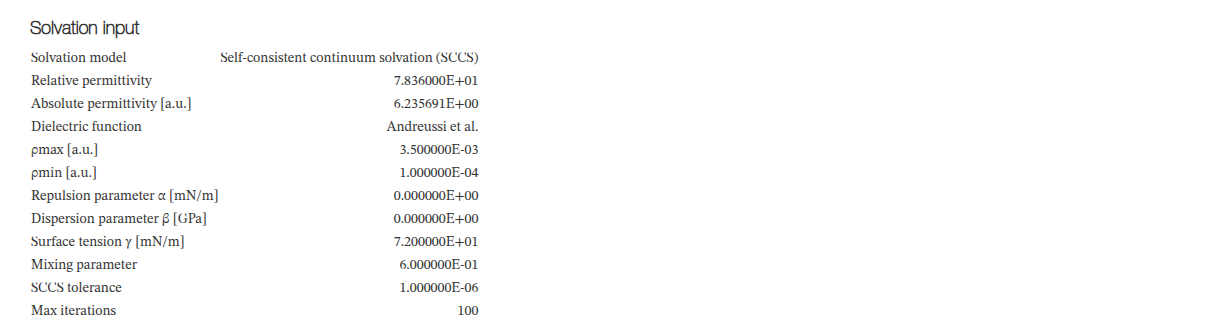 Solvation input
Solvation model Self-consistent continuum solvation (SCCS)
Relative permittivity 7.836000E+01
Absolute permittivity [a.u.] 6.235691E+00
Dielectric function Andreussi et al.
ρmax [a.u.] 3.500000E-03
ρmin [a.u.] 1.000000E-04
Repulsion parameter α [mN/m] 0.000000E+00
Dispersion parameter β [GPa] 0.000000E+00
Surface tension γ [mN/m] 7.200000E+01
Mixing parameter 6.000000E-01
SCCS tolerance 1.000000E-06
Max iterations 100